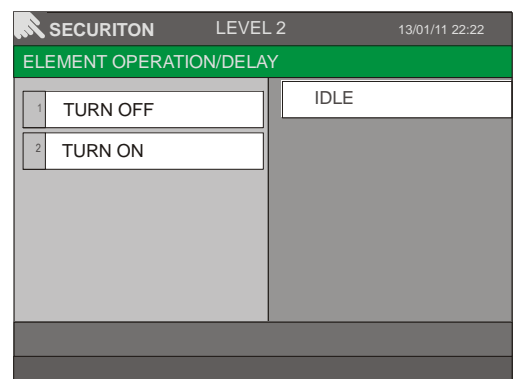 SECURITON LEVEL 2 13/01/11 22:22
ELEMENT OPERATION/DELAY
1 TURN OFF
IDLE
2 TURN ON